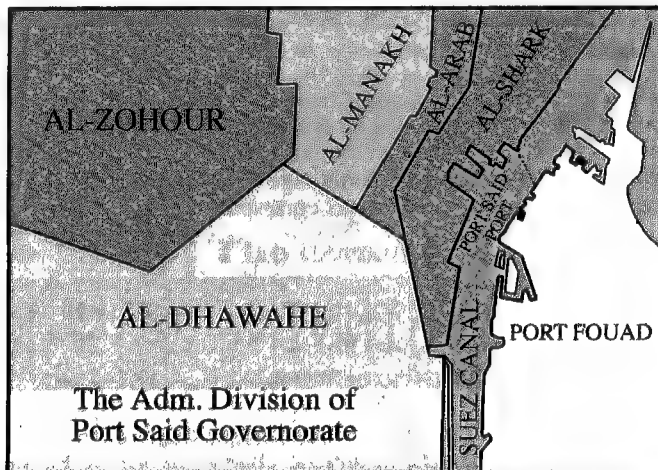 AL-ZOHOUR
AL-MANAKH
AL-ARAB
AL-SHARK
PORT SAID
PORT
AL-DHAWAHE
SUEZ CANAL
PORT FOUAD
The Adm. Division of
Port Said Governorate